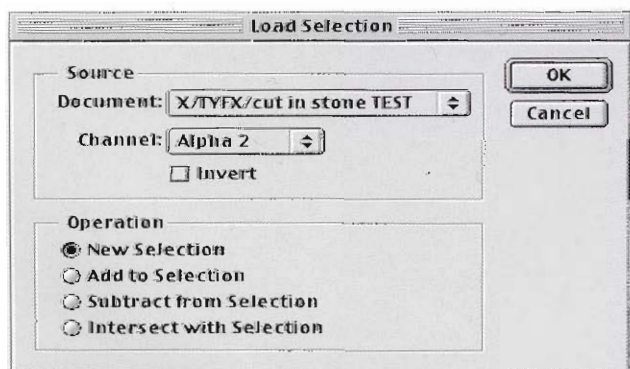 Load Selection
Source
Document: X/TYFX/cut in stone TEST
Channel: Alpha 2
Invert
OK
Cancel
Operation
New Selection
Add to Selection
Subtract from Selection
Intersect with Selection